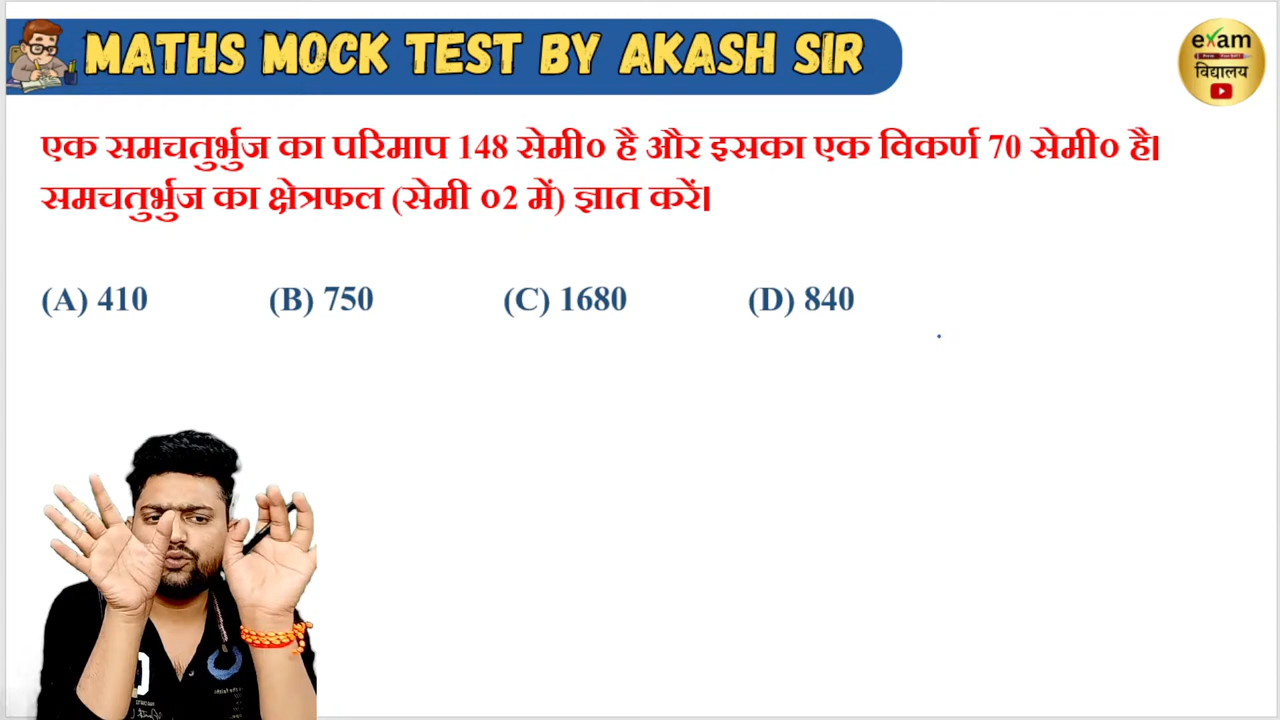 MATHS MOCK TEST BY AKASH SIR
exam
विद्यालय
एक समचतुर्भुज का परिमाप 148 सेमी० है और इसका एक विकर्ण 70 सेमी० है।
समचतुर्भुज का क्षेत्रफल (सेमी ०2 में) ज्ञात करें।
(A) 410 (B) 750 (C) 1680 (D) 840